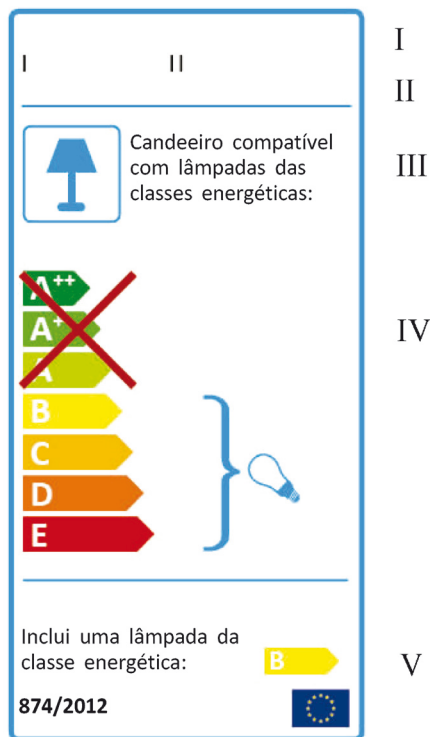 I II
I
II
Candeeiro compatível
com lâmpadas das
classes energéticas:
III
A++
A+
A
IV
B
C
D
E
Inclui uma lâmpada da
classe energética:
B
V
874/2012